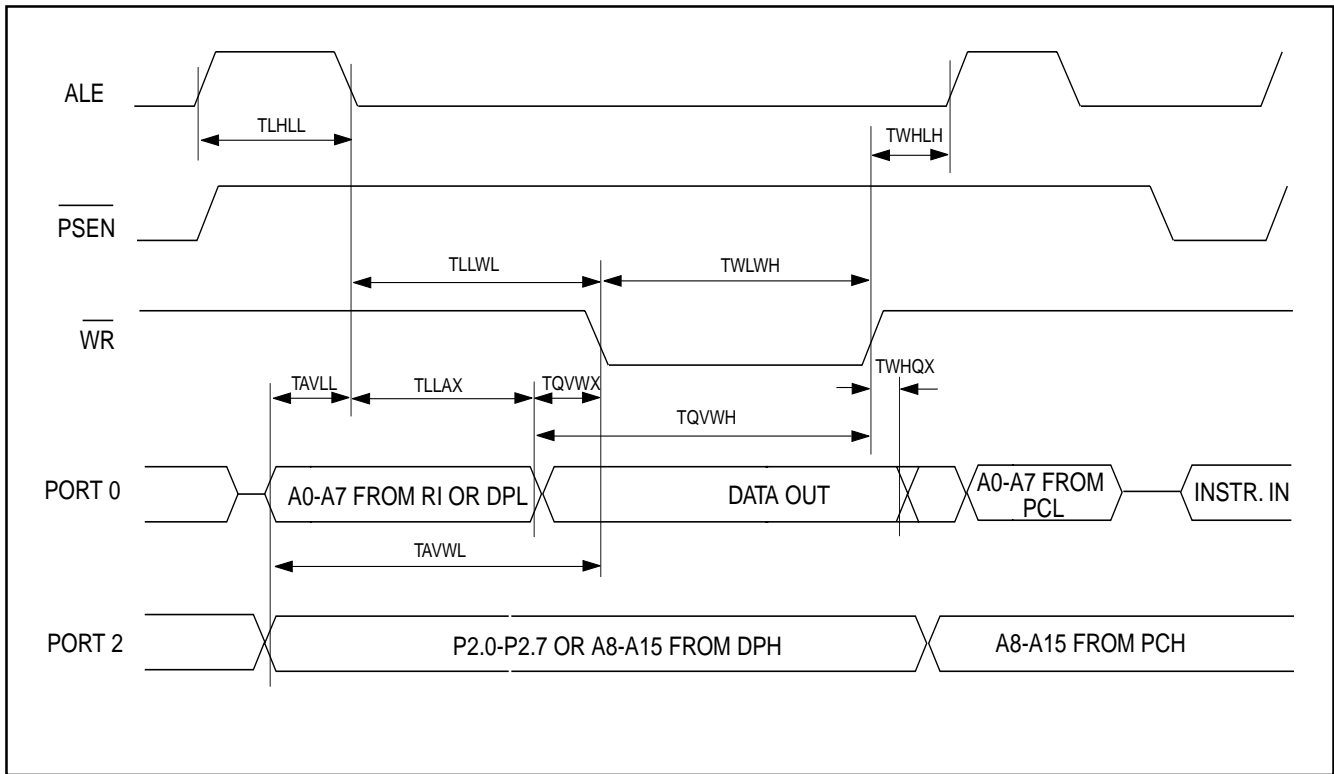 ALE
TLHLL
TWHLH
PSEN
TLLWL
TWLWH
WR
TWHQX
TAVLL
TLLAX
TQVWX
TQVWH
PORT 0
A0-A7 FROM RI OR DPL
DATA OUT
A0-A7 FROM
PCL
INSTR. IN
TAVWL
PORT 2
P2.0-P2.7 OR A8-A15 FROM DPH
A8-A15 FROM PCH